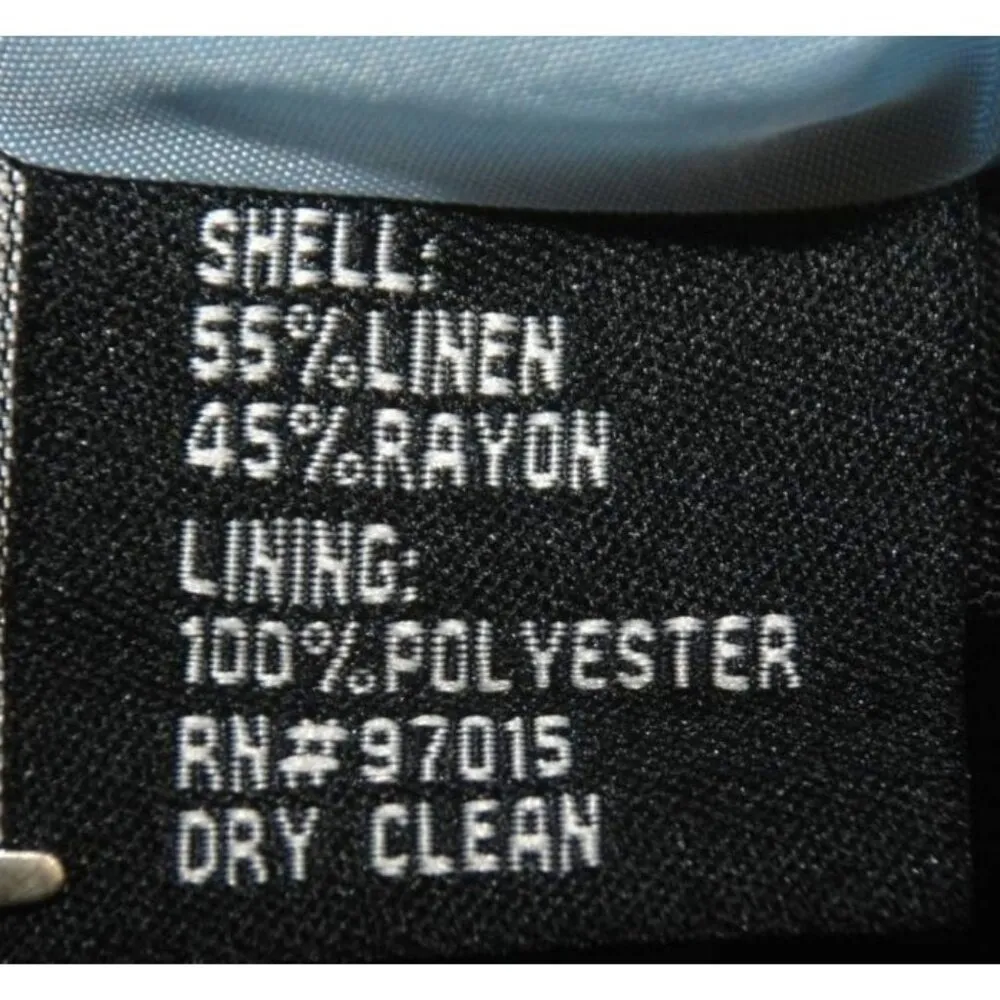 SHELL:
55%LINEN
45%RAYON
LINING:
100%POLYESTER
RN#97015
DRY CLEAN